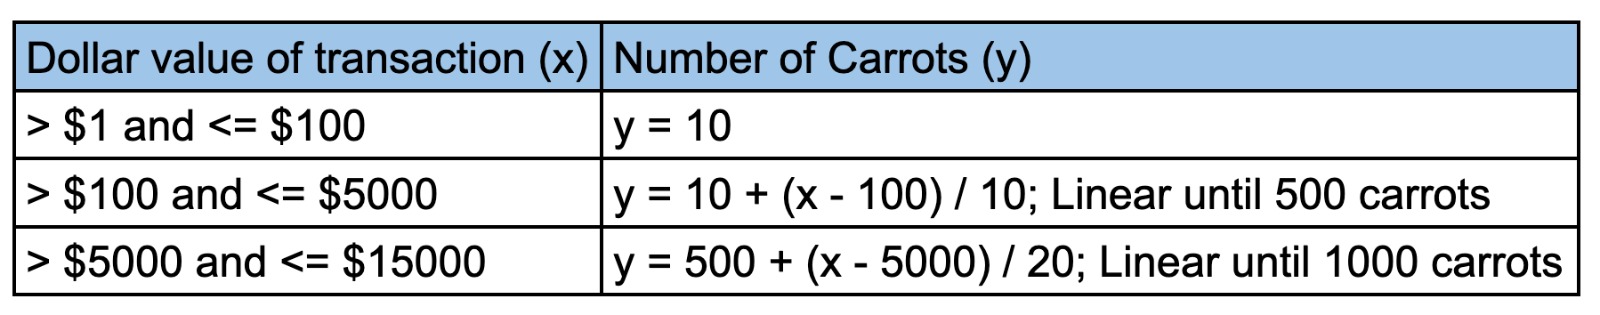 Dollar value of transaction (x) Number of Carrots (y)
> $1 and <= $100 y = 10
> $100 and <= $5000 y = 10 + (x - 100) / 10; Linear until 500 carrots
> $5000 and <= $15000 y = 500 + (x - 5000) / 20; Linear until 1000 carrots